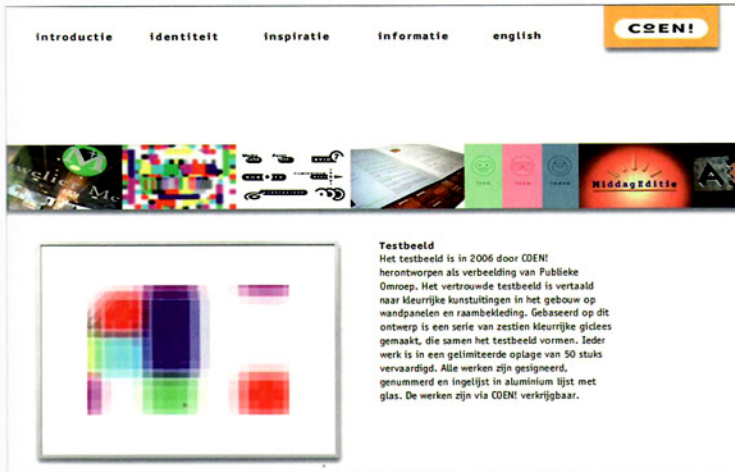 introductie identiteit inspiratie informatie english
COEN!
MiddagEditie
Testbeeld
Het testbeeld is in 2006 door COEN!
herontworpen als verbeelding van Publieke
Omroep. Het vertrouwde testbeeld is vertaald
naar kleurrijke kunstuitingen in het gebouw op
wandpanelen en raambekleding. Gebaseerd op dit
ontwerp is een serie van zestien kleurrijke giclees
gemaakt, die samen het testbeeld vormen. Ieder
werk is in een gelimiteerde oplage van 50 stuks
vervaardigd. Alle werken zijn gesigneerd,
genummerd en ingelijst in aluminium lijst met
glas. De werken zijn via COEN! verkrijgbaar.